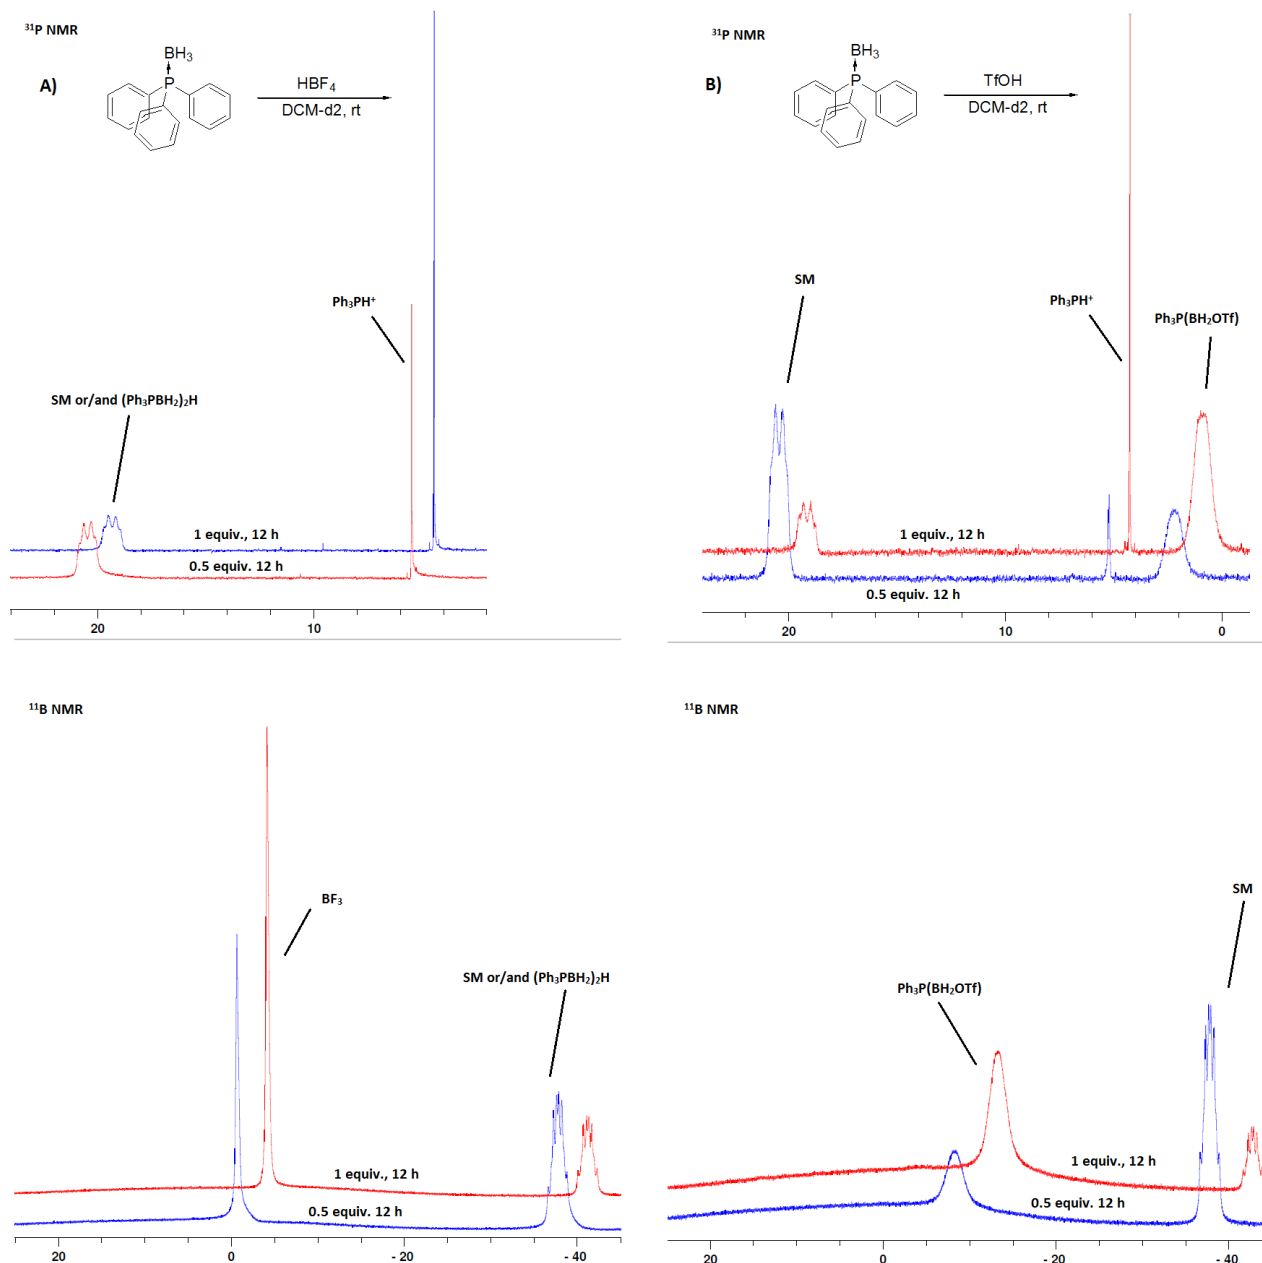 ³¹P NMR
A)
BH₃
P
HBF₄
DCM-d2, rt
Ph₃PH⁺
SM or/and (Ph₃PBH₂)₂H
1 equiv., 12 h
0.5 equiv. 12 h
20
10
³¹P NMR
B)
BH₃
P
TfOH
DCM-d2, rt
SM
Ph₃PH⁺
Ph₃P(BH₂OTf)
1 equiv., 12 h
0.5 equiv. 12 h
20
10
0
¹¹B NMR
BF₃
SM or/and (Ph₃PBH₂)₂H
1 equiv., 12 h
0.5 equiv. 12 h
20
0
- 20
- 40
¹¹B NMR
SM
Ph₃P(BH₂OTf)
1 equiv., 12 h
0.5 equiv. 12 h
20
0
- 20
- 40